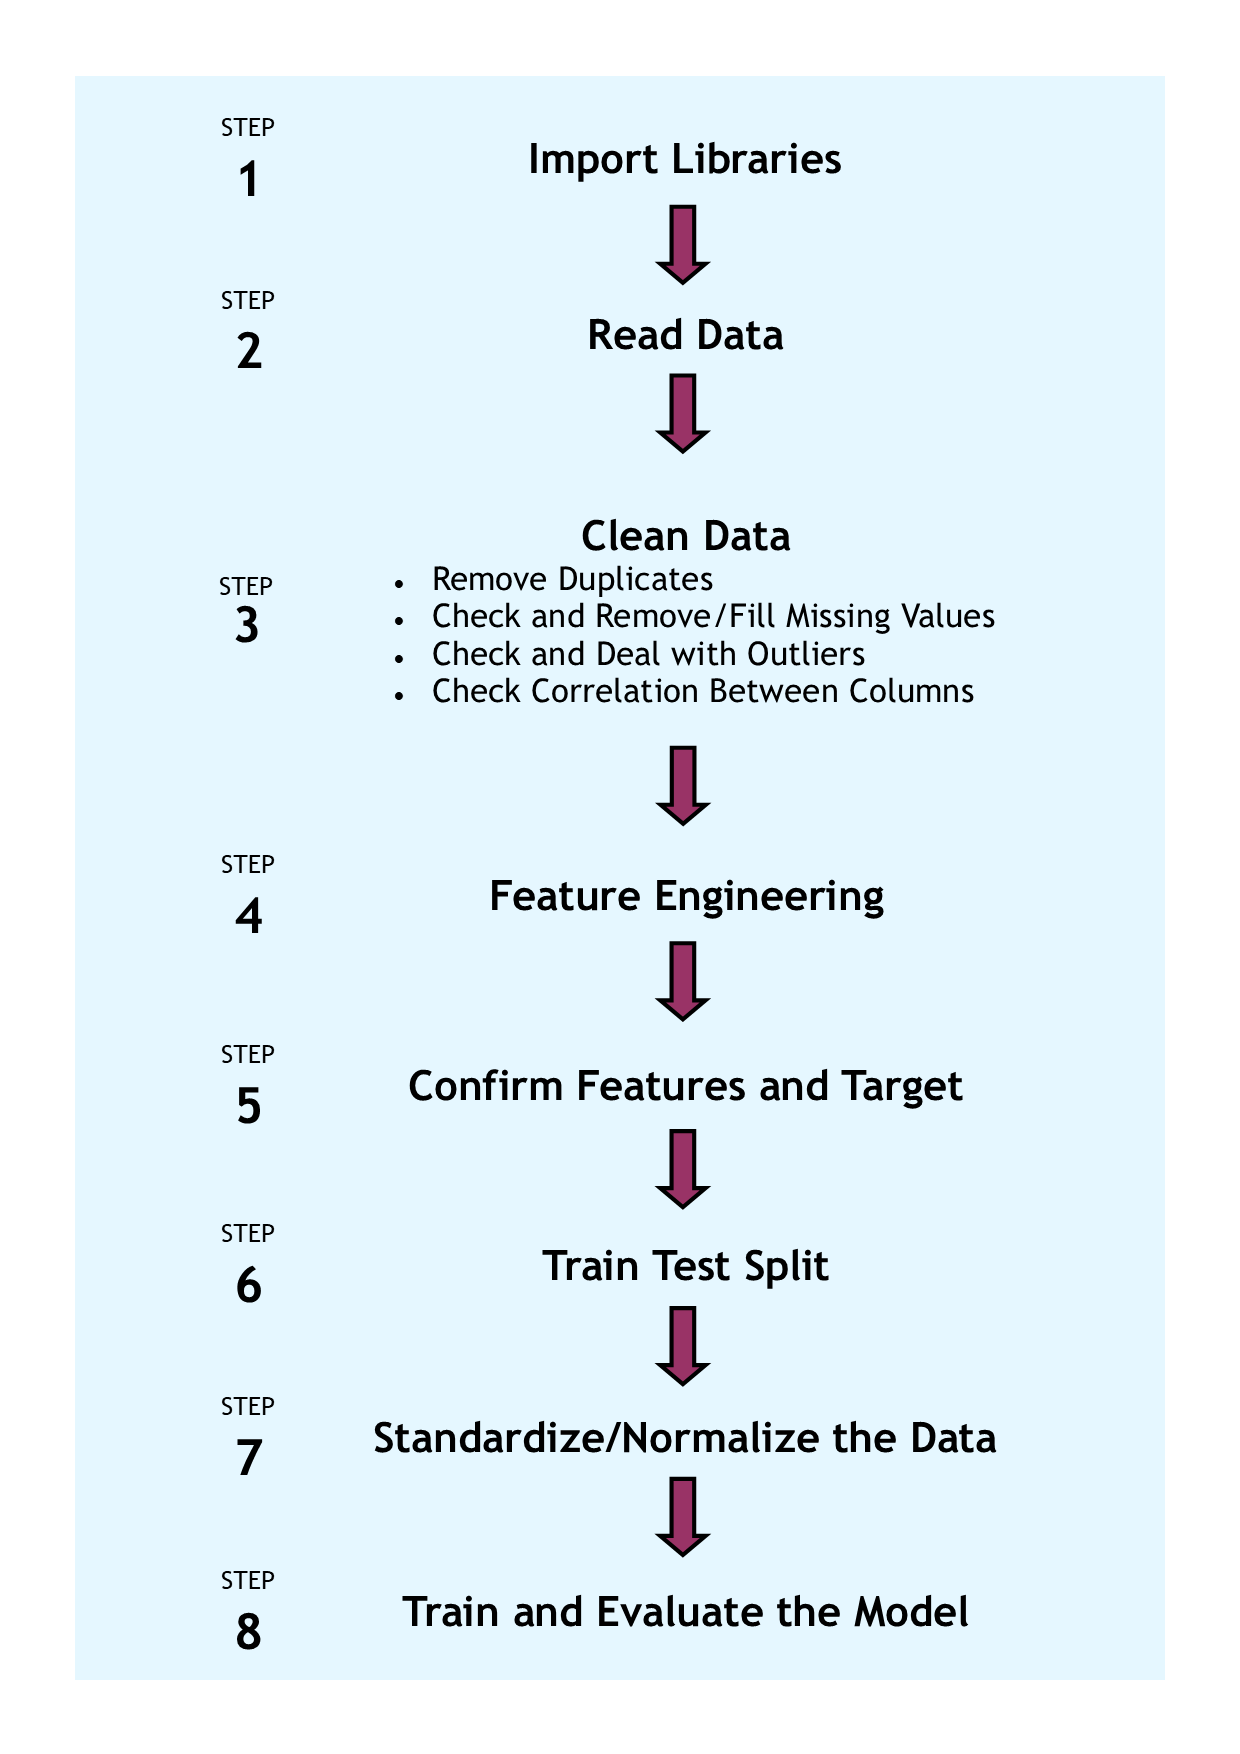 STEP
1
Import Libraries
STEP
2
Read Data
Clean Data
STEP
3
• Remove Duplicates
• Check and Remove/Fill Missing Values
• Check and Deal with Outliers
• Check Correlation Between Columns
STEP
4
Feature Engineering
STEP
5
Confirm Features and Target
STEP
6
Train Test Split
STEP
7
Standardize/Normalize the Data
STEP
8
Train and Evaluate the Model